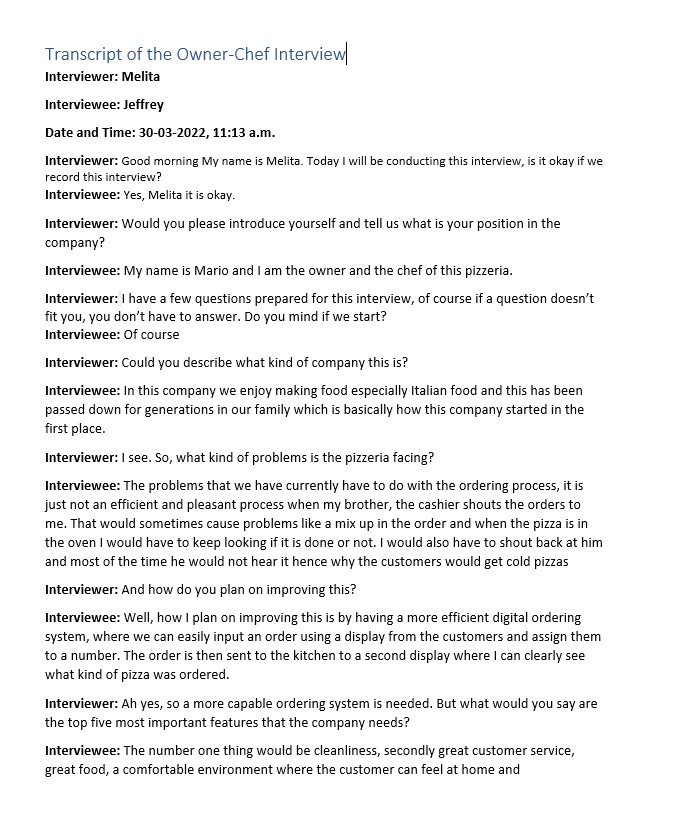 Transcript of the Owner-Chef Interview
Interviewer: Melita
Interviewee: Jeffrey
Date and Time: 30-03-2022, 11:13 a.m.
Interviewer: Good morning My name is Melita. Today I will be conducting this interview, is it okay if we
record this interview?
Interviewee: Yes, Melita it is okay.
Interviewer: Would you please introduce yourself and tell us what is your position in the
company?
Interviewee: My name is Mario and I am the owner and the chef of this pizzeria.
Interviewer: I have a few questions prepared for this interview, of course if a question doesn’t
fit you, you don’t have to answer. Do you mind if we start?
Interviewee: Of course
Interviewer: Could you describe what kind of company this is?
Interviewee: In this company we enjoy making food especially Italian food and this has been
passed down for generations in our family which is basically how this company started in the
first place.
Interviewer: I see. So, what kind of problems is the pizzeria facing?
Interviewee: The problems that we have currently have to do with the ordering process, it is
just not an efficient and pleasant process when my brother, the cashier shouts the orders to
me. That would sometimes cause problems like a mix up in the order and when the pizza is in
the oven I would have to keep looking if it is done or not. I would also have to shout back at him
and most of the time he would not hear it hence why the customers would get cold pizzas
Interviewer: And how do you plan on improving this?
Interviewee: Well, how I plan on improving this is by having a more efficient digital ordering
system, where we can easily input an order using a display from the customers and assign them
to a number. The order is then sent to the kitchen to a second display where I can clearly see
what kind of pizza was ordered.
Interviewer: Ah yes, so a more capable ordering system is needed. But what would you say are
the top five most important features that the company needs?
Interviewee: The number one thing would be cleanliness, secondly great customer service,
great food, a comfortable environment where the customer can feel at home and